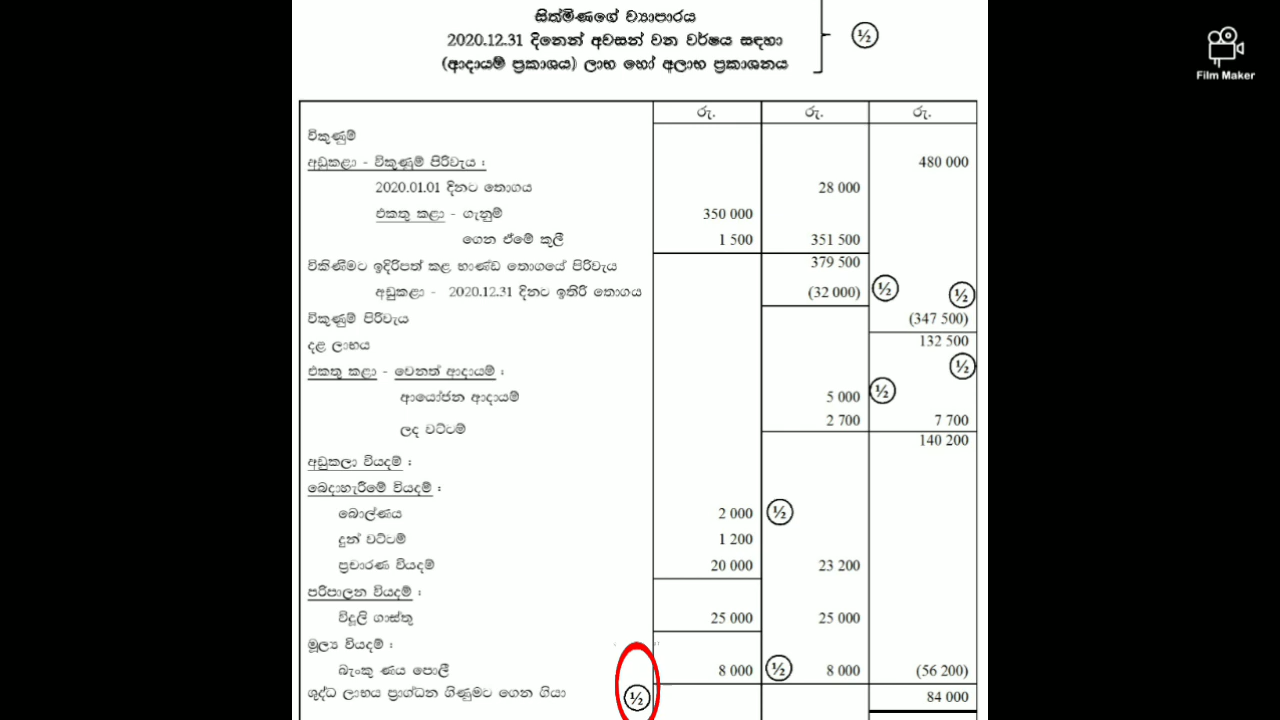 සිත්මිණගේ ව්‍යාපාරය
2020.12.31 දිනෙන් අවසන් වන වර්ෂය සඳහා
(ආදායම් ප්‍රකාශය) ලාභ හෝ අලාභ ප්‍රකාශනය
½
Film Maker
රු. රු. රු.
විකුණුම්
අඩුකළා - විකුණුම් පිරිවැය : 480 000
2020.01.01 දිනට තොගය 28 000
එකතු කළා - ගැනුම් 350 000
ගෙන ඒමේ කුලී 1 500 351 500
විකිණීමට ඉදිරිපත් කළ භාණ්ඩ තොගයේ පිරිවැය 379 500
අඩුකළා - 2020.12.31 දිනට ඉතිරි තොගය (32 000) ½ ½
විකුණුම් පිරිවැය (347 500)
දළ ලාභය 132 500
එකතු කළා - වෙනත් ආදායම් : ½
ආයෝජන ආදායම් 5 000 ½
ලද වට්ටම් 2 700 7 700
140 200
අඩුකලා වියදම් :
බෙදාහැරීමේ වියදම් :
බොල්ණය 2 000 ½
දුන් වට්ටම් 1 200
ප්‍රචාරණ වියදම් 20 000 23 200
පරිපාලන වියදම් :
විදුලි ගාස්තු 25 000 25 000
මූල්‍ය වියදම් :
බැංකු ණය පොලී 8 000 ½ 8 000 (56 200)
ශුද්ධ ලාභය ප්‍රාග්ධන ගිණුමට ගෙන ගියා ½ 84 000